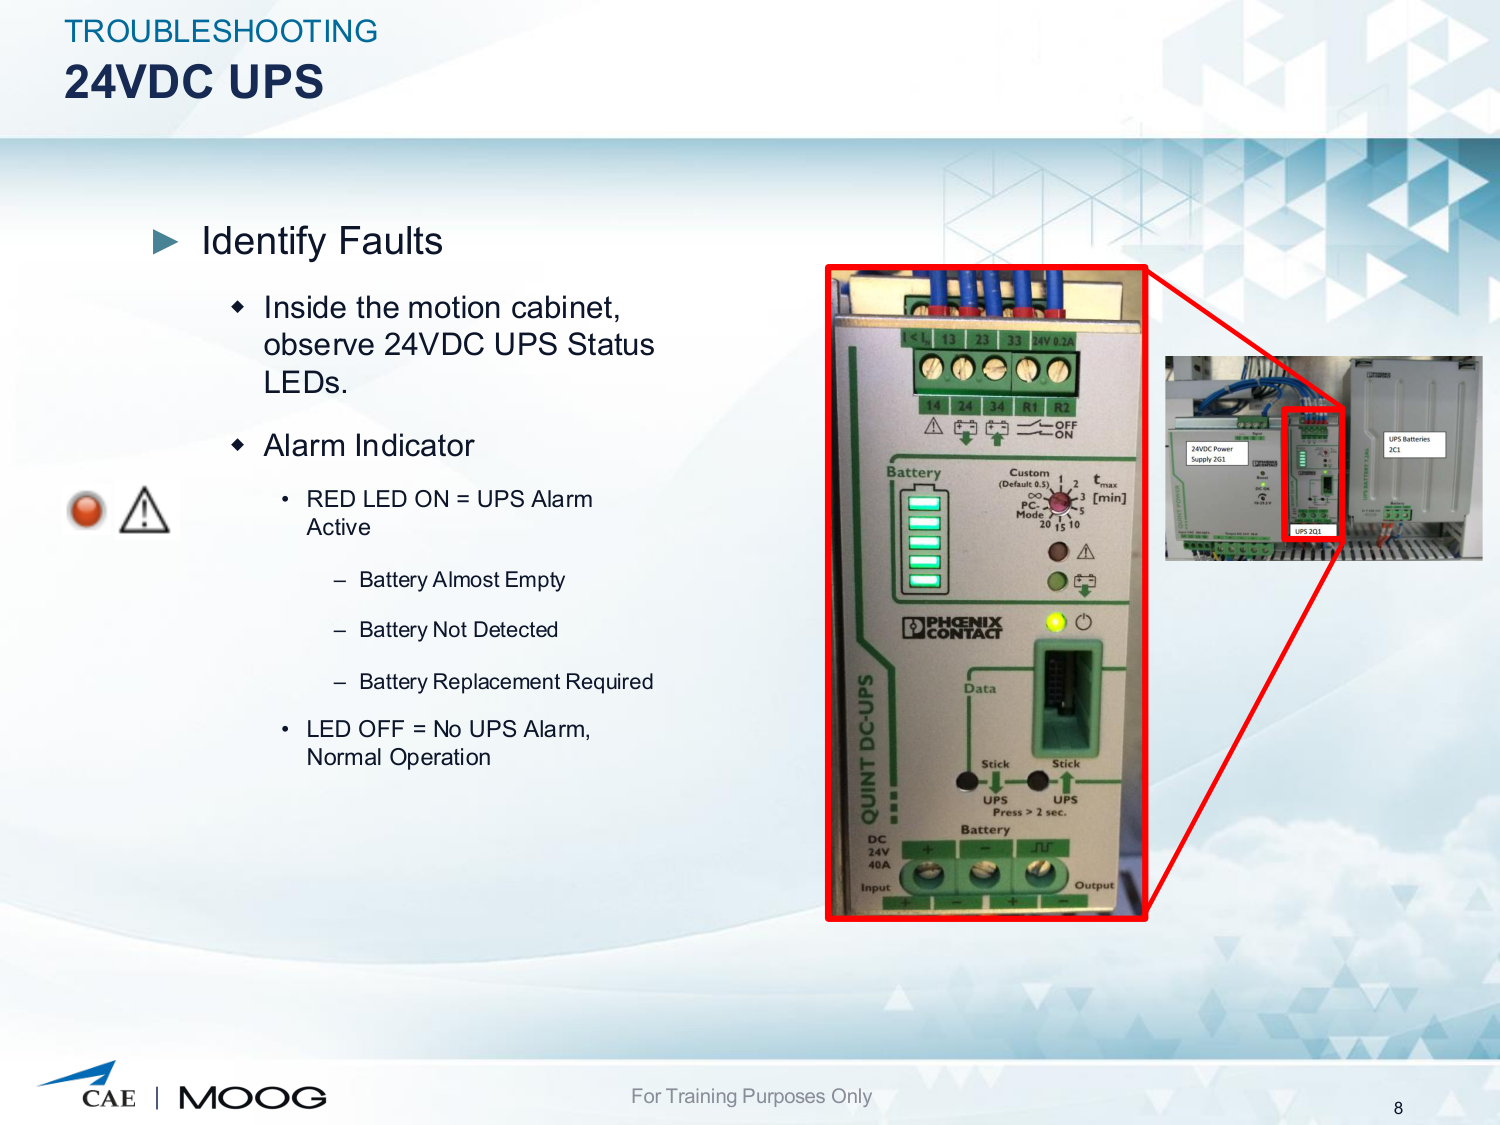 TROUBLESHOOTING
24VDC UPS
► Identify Faults
◆ Inside the motion cabinet,
observe 24VDC UPS Status
LEDs.
◆ Alarm Indicator
• RED LED ON = UPS Alarm
Active
– Battery Almost Empty
– Battery Not Detected
– Battery Replacement Required
• LED OFF = No UPS Alarm,
Normal Operation
13 23 33 24V 0.2A
14 24 34 R1 R2
OFF
ON
Battery
Custom
(Default 0.5)
1 2 3 5 10 15 20
∞
PC-
Mode
tmax
[min]
PHŒNIX
CONTACT
Data
QUINT DC-UPS
Stick Stick
UPS UPS
Press > 2 sec.
Battery
DC
24V
40A
+ –
Input Output
+ – + –
24VDC Power
Supply 2G1
UPS 2Q1
UPS Batteries
2C1
CAE | MOOG
For Training Purposes Only
8